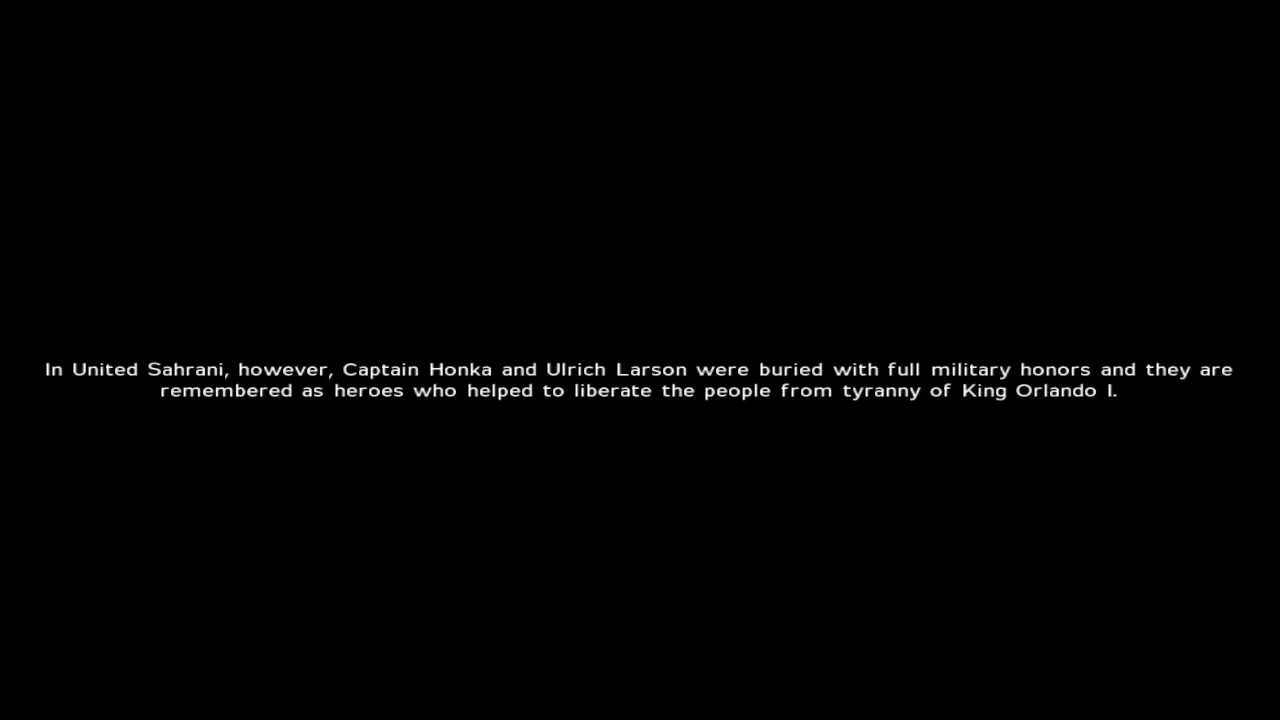 In United Sahrani, however, Captain Honka and Ulrich Larson were buried with full military honors and they are
remembered as heroes who helped to liberate the people from tyranny of King Orlando I.